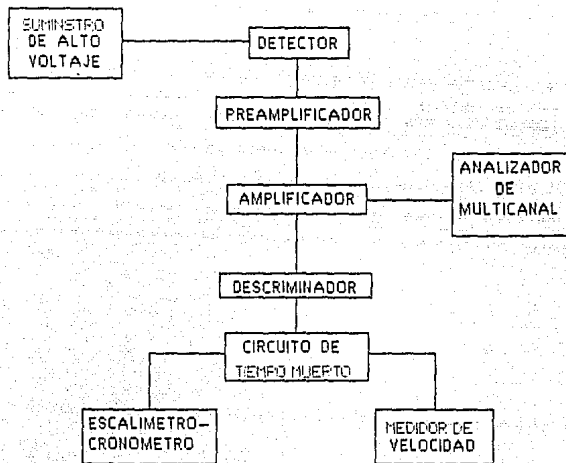 SUMINSTRO
DE ALTO
VOLTAJE
DETECTOR
PREAMPLIFICADOR
AMPLIFICADOR
ANALIZADOR
DE
MULTICANAL
DESCRIMINADOR
CIRCUITO DE
TIEMPO MUERTO
ESCALIMETRO-
CRONOMETRO
MEDIDOR DE
VELOCIDAD